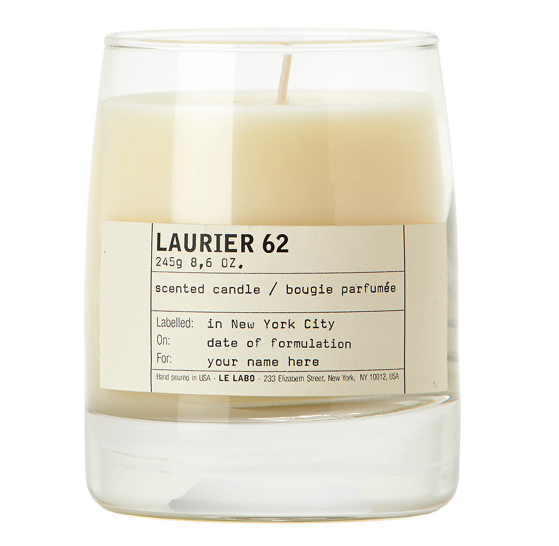 LAURIER 62
245g 8,6 OZ.
scented candle / bougie parfumée
Labelled: in New York City
On: date of formulation
For: your name here
Hand poured in USA - LE LABO - 233 Elizabeth Street, New York, NY 10012, USA